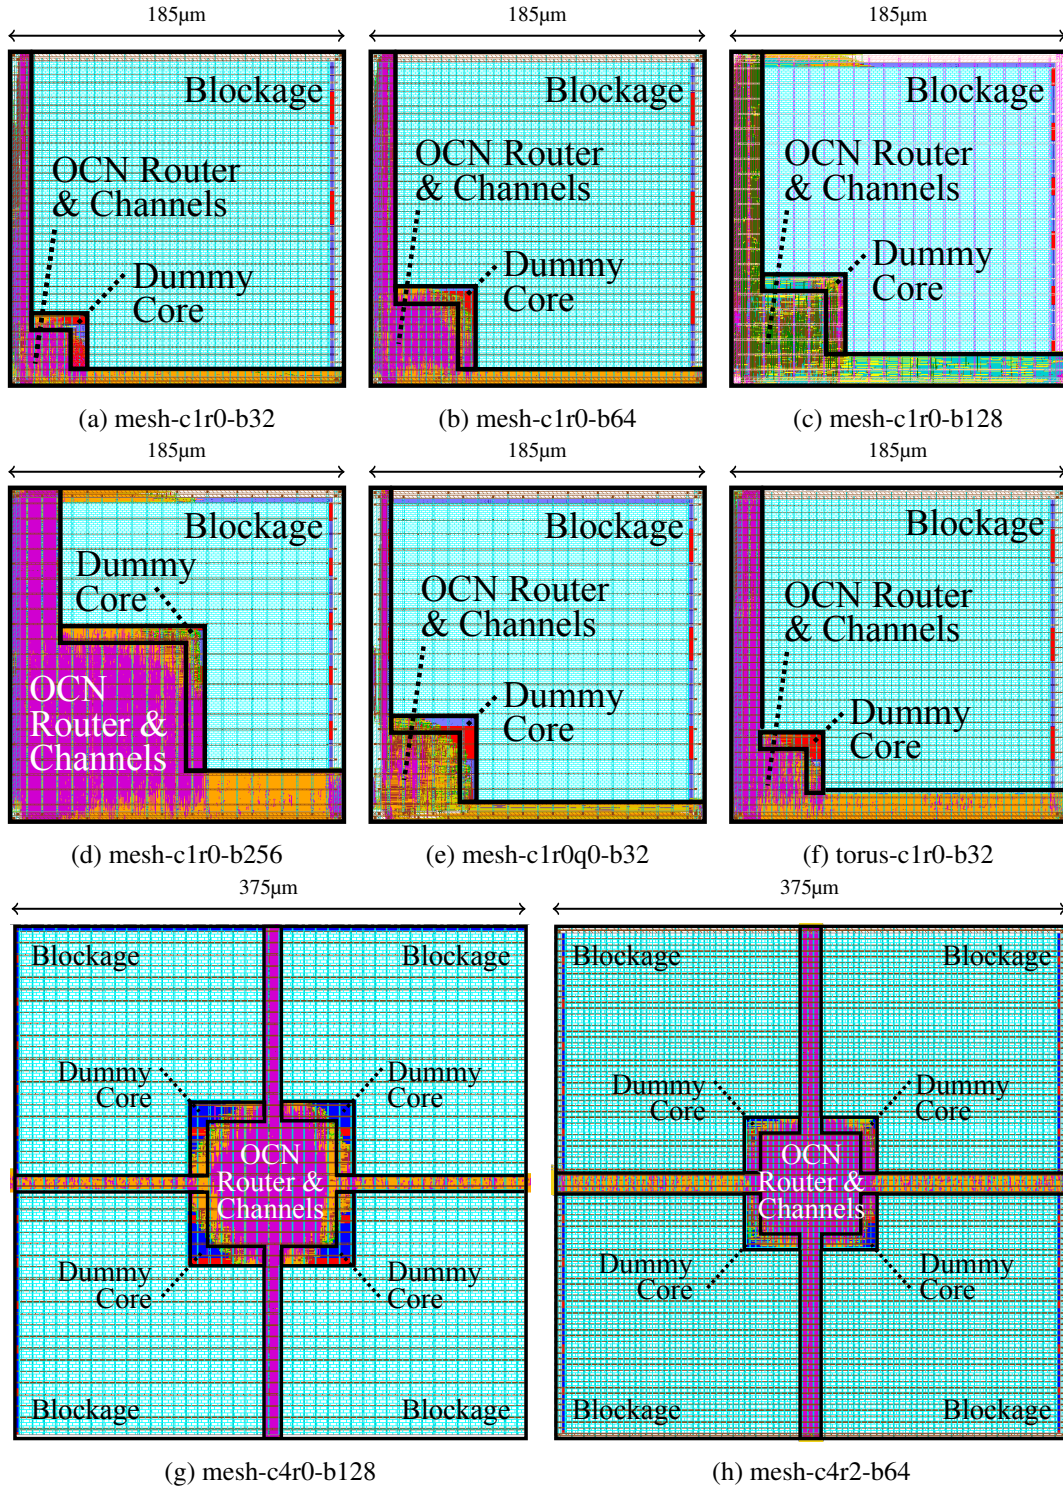 185µm 185µm 185µm
Blockage Blockage Blockage
OCN Router
& Channels
OCN Router
& Channels
OCN Router
& Channels
Dummy
Core
Dummy
Core
Dummy
Core
(a) mesh-c1r0-b32 (b) mesh-c1r0-b64 (c) mesh-c1r0-b128
185µm 185µm 185µm
Blockage Blockage Blockage
Dummy
Core
OCN
Router &
Channels
OCN Router
& Channels
Dummy
Core
OCN Router
& Channels
Dummy
Core
(d) mesh-c1r0-b256 (e) mesh-c1r0q0-b32 (f) torus-c1r0-b32
375µm 375µm
Blockage Blockage
Dummy
Core
Dummy
Core
OCN
Router &
Channels
Dummy
Core
Dummy
Core
Blockage Blockage
Blockage Blockage
Dummy
Core
Dummy
Core
OCN
Router &
Channels
Dummy
Core
Dummy
Core
Blockage Blockage
(g) mesh-c4r0-b128 (h) mesh-c4r2-b64